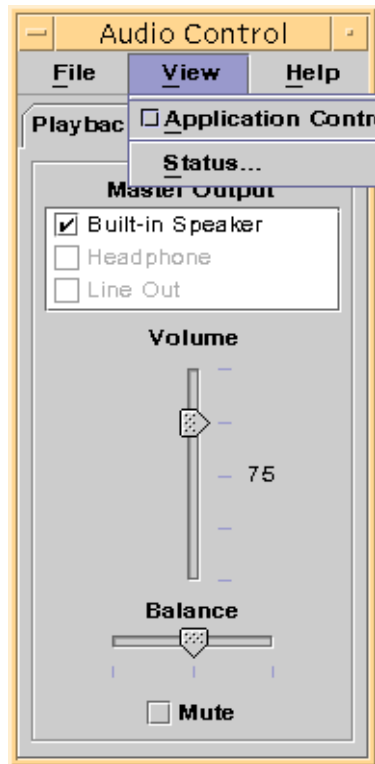 Audio Control
File View Help
Playbac
Application Contr
Status...
Master Output
Built-in Speaker
Headphone
Line Out
Volume
75
Balance
Mute